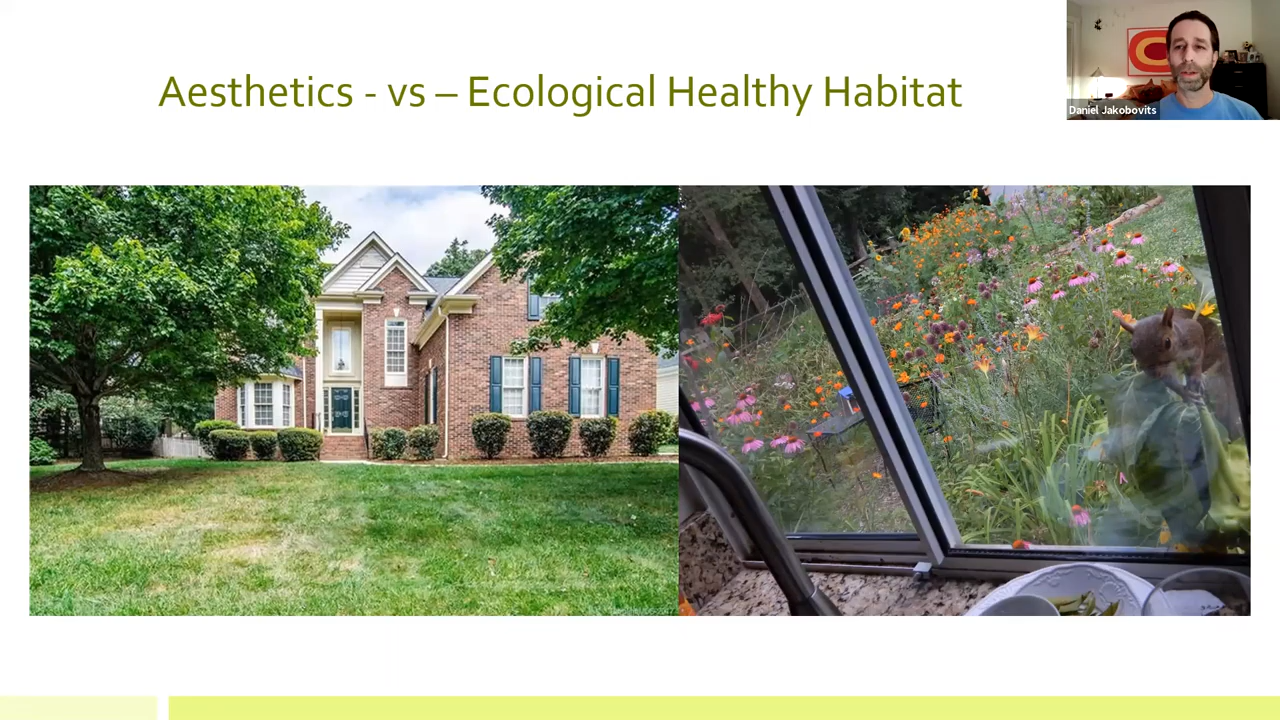 Aesthetics - vs – Ecological Healthy Habitat
Daniel Jakobovits